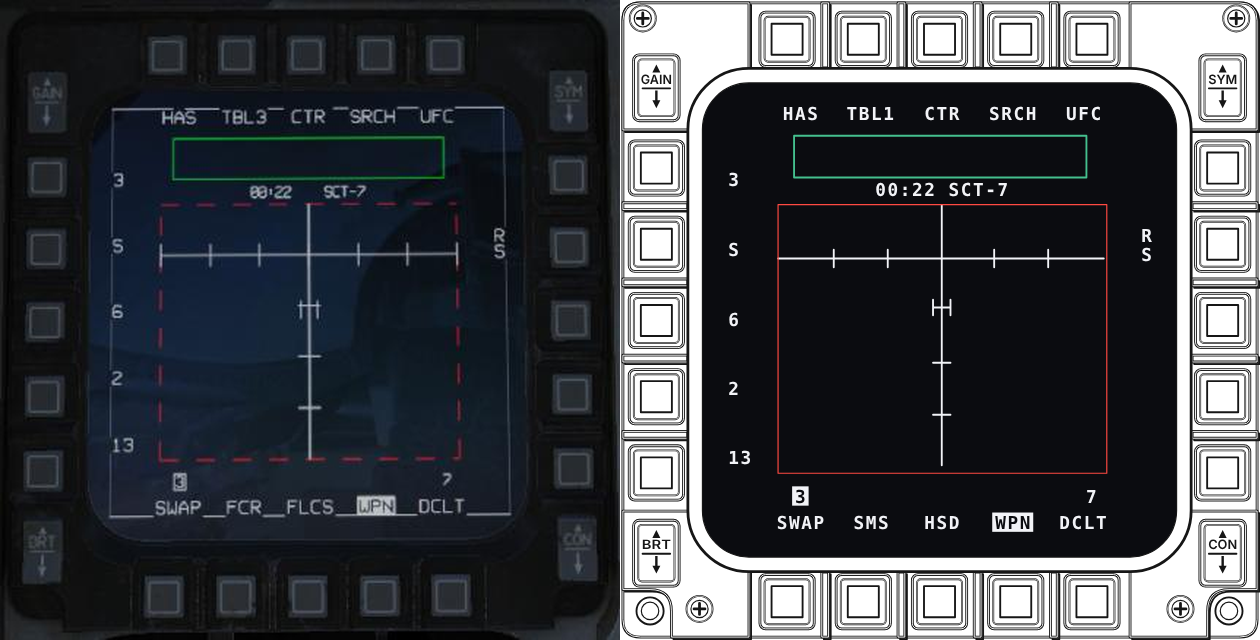 GAIN
SYM
HAS TBL3 CTR SRCH UFC
3
00:22 SCT-7
S
R
S
6
2
13
3
7
SWAP FCR FLCS WPN DCLT
BRT
CON
GAIN
SYM
HAS TBL1 CTR SRCH UFC
3
00:22 SCT-7
S
R
S
6
2
13
3
7
SWAP SMS HSD WPN DCLT
BRT
CON